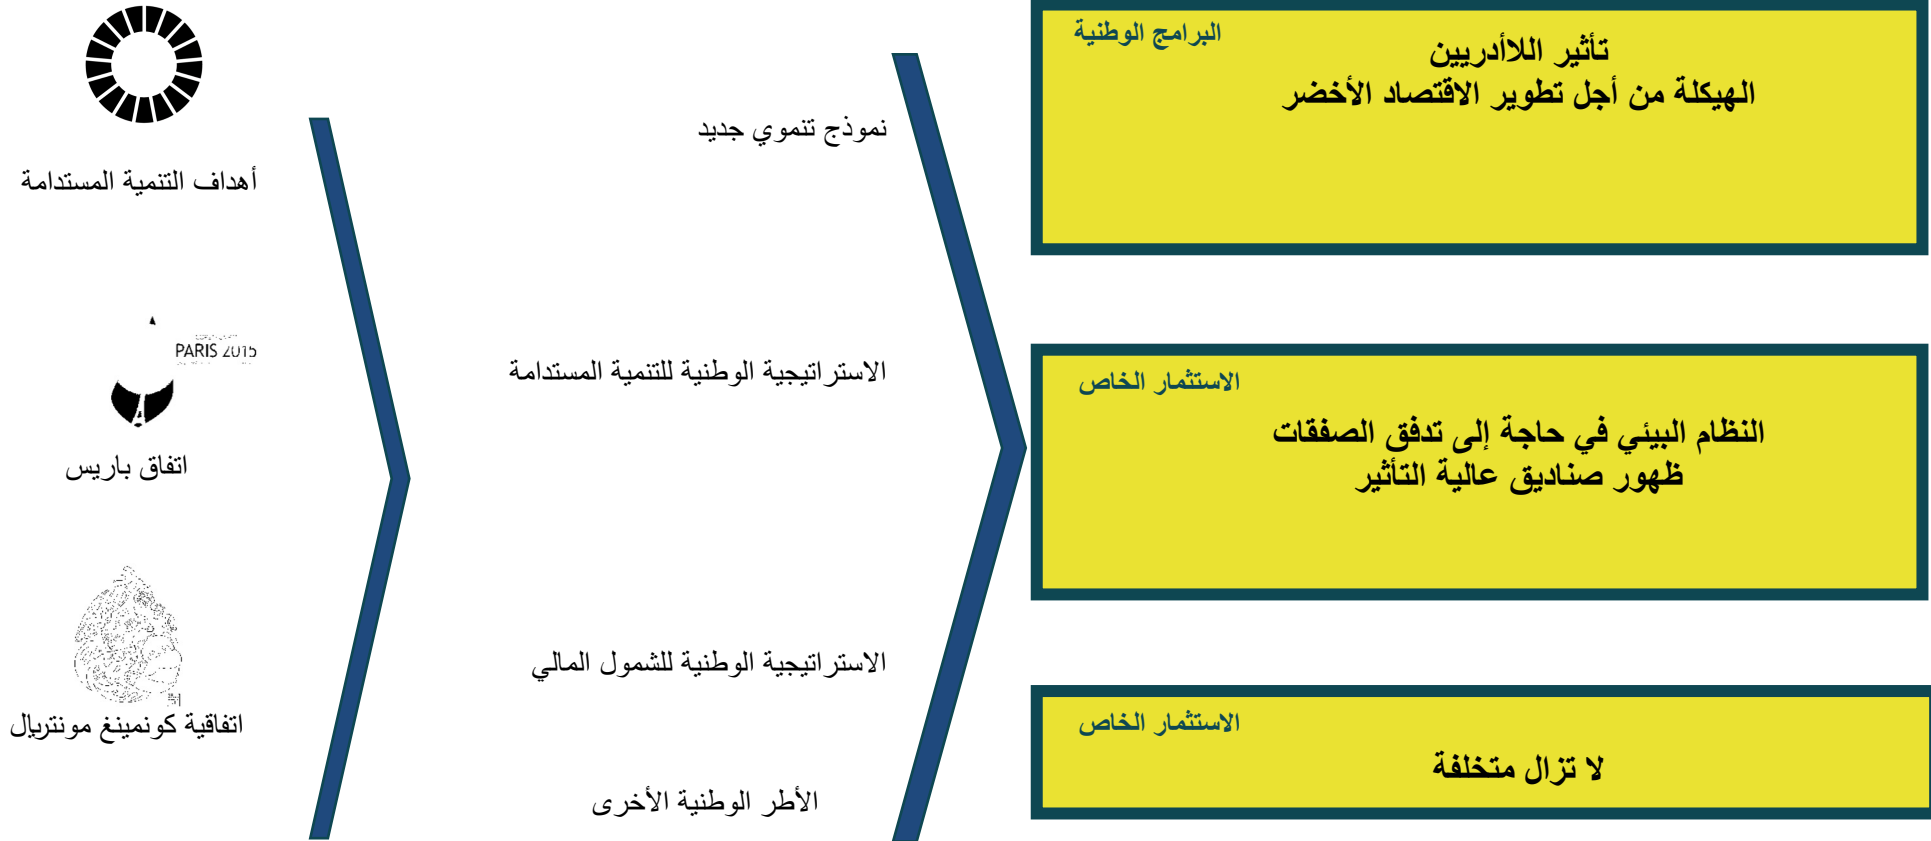 أهداف التنمية المستدامة
PARIS 2015
اتفاق باريس
اتفاقية كونمينغ مونتريال
نموذج تنموي جديد
الاستراتيجية الوطنية للتنمية المستدامة
الاستراتيجية الوطنية للشمول المالي
الأطر الوطنية الأخرى
البرامج الوطنية
تأثير اللاأدريين
الهيكلة من أجل تطوير الاقتصاد الأخضر
الاستثمار الخاص
النظام البيئي في حاجة إلى تدفق الصفقات
ظهور صناديق عالية التأثير
الاستثمار الخاص
لا تزال متخلفة